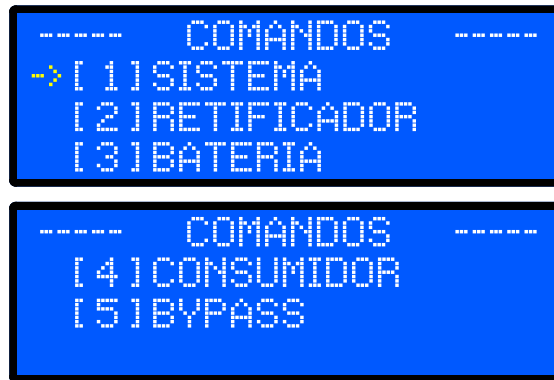 ----- COMANDOS -----
->[1]SISTEMA
[2]RETIFICADOR
[3]BATERIA
----- COMANDOS -----
[4]CONSUMIDOR
[5]BYPASS